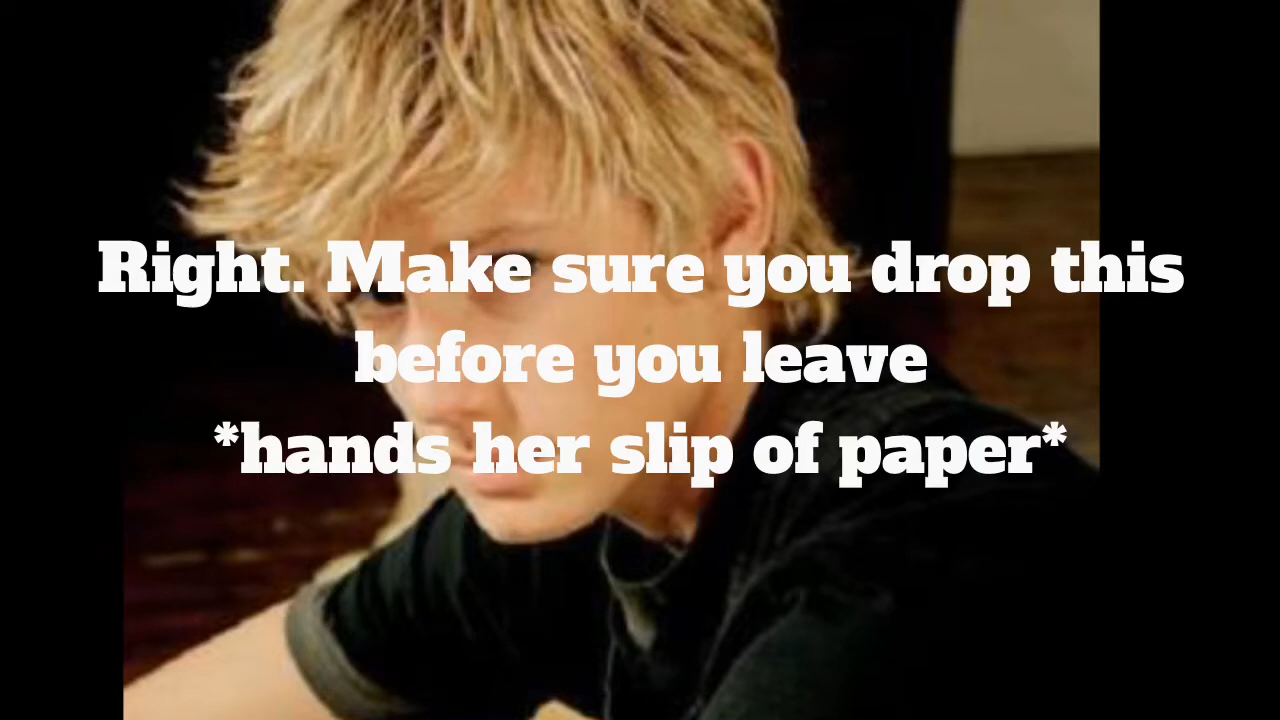 Right. Make sure you drop this
before you leave
*hands her slip of paper*